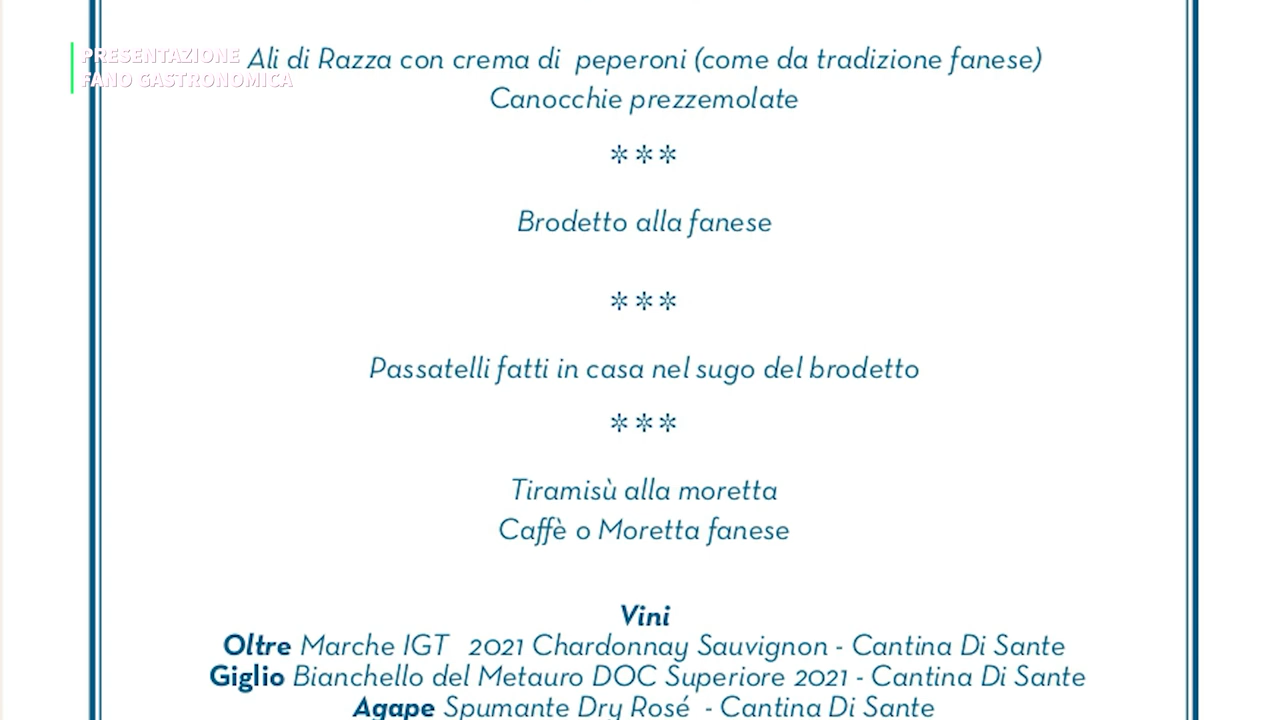 PRESENTAZIONE
FANO GASTRONOMICA
Ali di Razza con crema di peperoni (come da tradizione fanese)
Canocchie prezzemolate
***
Brodetto alla fanese
***
Passatelli fatti in casa nel sugo del brodetto
***
Tiramisù alla moretta
Caffè o Moretta fanese
Vini
Oltre Marche IGT 2021 Chardonnay Sauvignon - Cantina Di Sante
Giglio Bianchello del Metauro DOC Superiore 2021 - Cantina Di Sante
Agape Spumante Dry Rosé - Cantina Di Sante